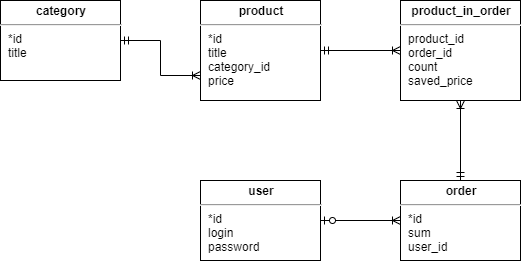 category
*id
title
product
*id
title
category_id
price
product_in_order
product_id
order_id
count
saved_price
user
*id
login
password
order
*id
sum
user_id